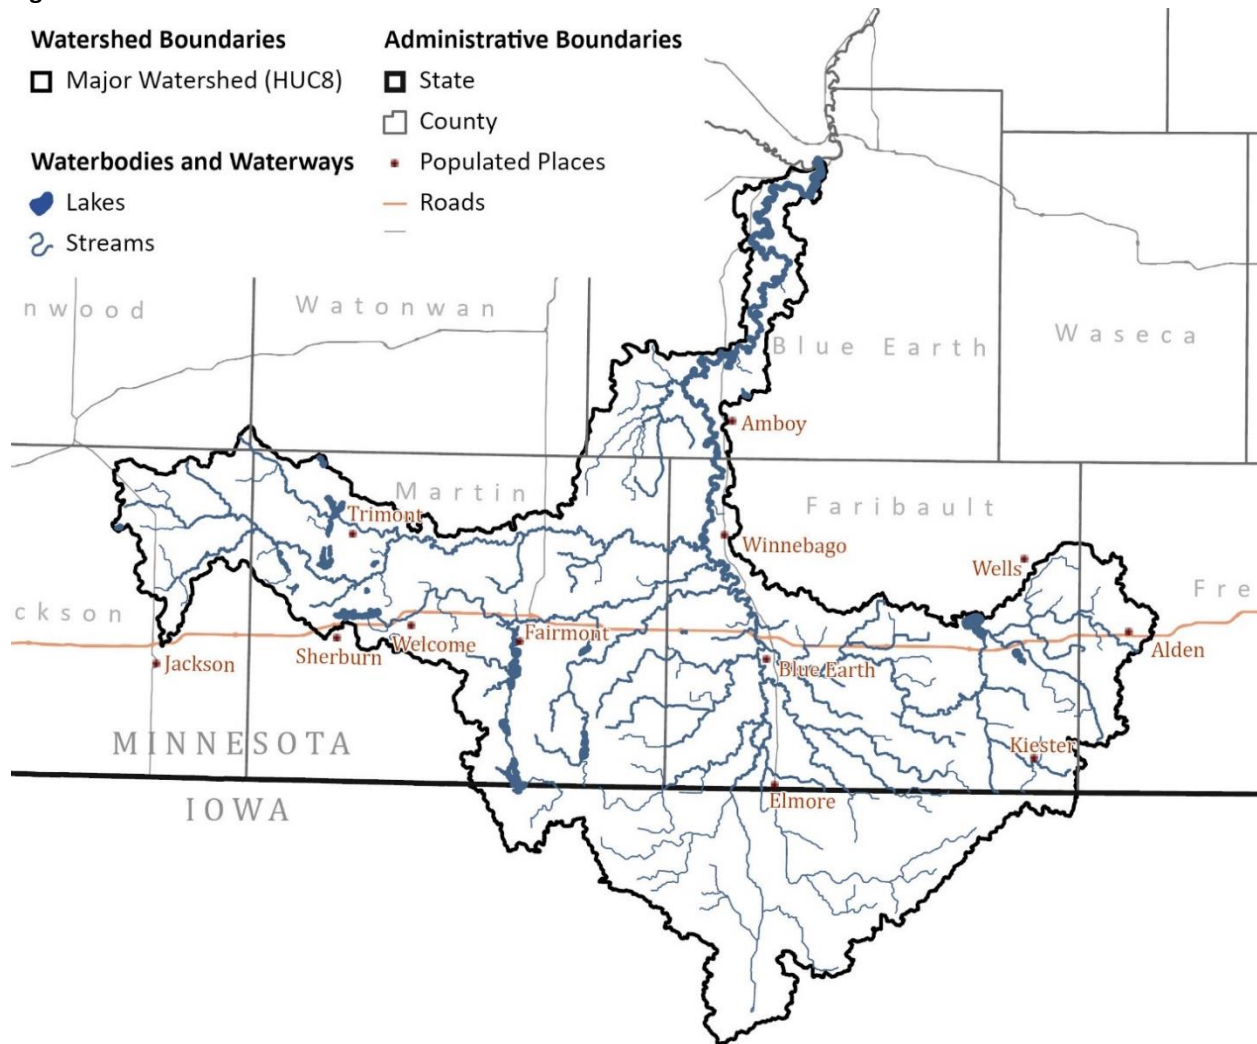 Watershed Boundaries
Major Watershed (HUC8)
Waterbodies and Waterways
Lakes
Streams
Administrative Boundaries
State
County
Populated Places
Roads
nwood
Watonwan
Blue Earth
Waseca
Amboy
Martin
Trimont
Faribault
Winnebago
Wells
Fre
ckson
Jackson
Sherburn
Welcome
Fairmont
Blue Earth
Alden
MINNESOTA
Kiester
IOWA
Elmore